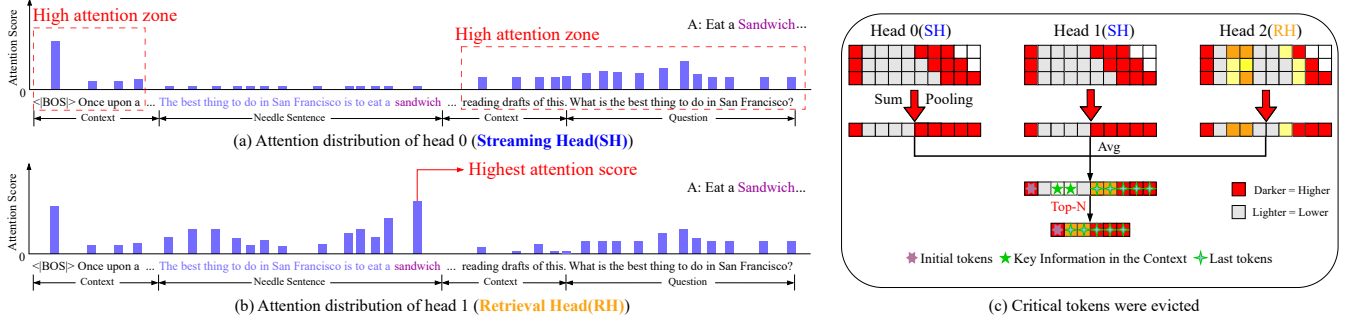 High attention zone
Attention Score
A: Eat a Sandwich...
High attention zone
0
<|BOS|> Once upon a ... The best thing to do in San Francisco is to eat a sandwich ... reading drafts of this. What is the best thing to do in San Francisco?
Context Needle Sentence Context Question
(a) Attention distribution of head 0 (Streaming Head(SH)
Attention Score
Highest attention score
A: Eat a Sandwich...
0
<|BOS|> Once upon a ... The best thing to do in San Francisco is to eat a sandwich ... reading drafts of this. What is the best thing to do in San Francisco?
Context Needle Sentence Context Question
(b) Attention distribution of head 1 (Retrieval Head(RH)
Head 0(SH) Head 1(SH) Head 2(RH)
Sum Pooling
Avg
Top-N
Darker = Higher
Lighter = Lower
Initial tokens Key Information in the Context Last tokens
(c) Critical tokens were evicted